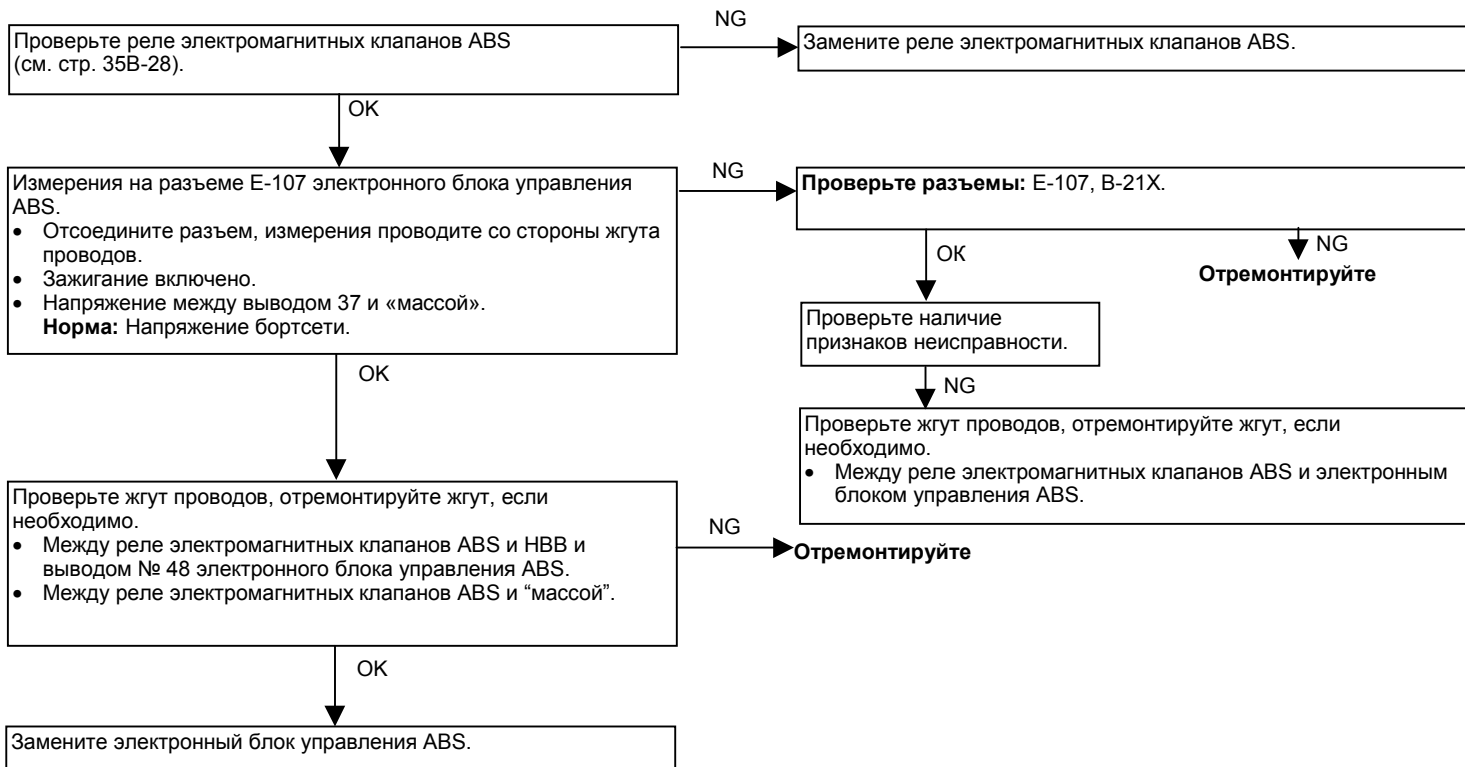 Проверьте реле электромагнитных клапанов ABS
(см. стр. 35B-28).
NG
Замените реле электромагнитных клапанов ABS.
OK
Измерения на разъеме E-107 электронного блока управления
ABS.
• Отсоедините разъем, измерения проводите со стороны жгута
проводов.
• Зажигание включено.
• Напряжение между выводом 37 и «массой».
Норма: Напряжение бортсети.
NG
Проверьте разъемы: E-107, B-21X.
OK
NG
Отремонтируйте
Проверьте наличие
признаков неисправности.
NG
Проверьте жгут проводов, отремонтируйте жгут, если
необходимо.
• Между реле электромагнитных клапанов ABS и электронным
блоком управления ABS.
OK
Проверьте жгут проводов, отремонтируйте жгут, если
необходимо.
• Между реле электромагнитных клапанов ABS и HBB и
выводом № 48 электронного блока управления ABS.
• Между реле электромагнитных клапанов ABS и “массой”.
NG
Отремонтируйте
OK
Замените электронный блок управления ABS.